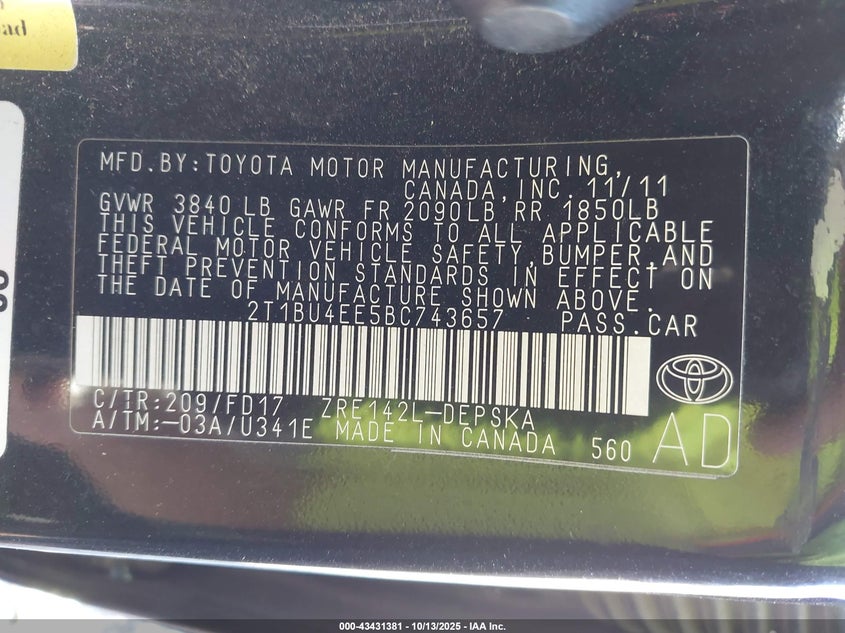 ad
MFD.BY:TOYOTA MOTOR MANUFACTURING,
CANADA,INC. 11/11
GVWR 3840 LB GAWR FR 2090LB RR 1850LB
THIS VEHICLE CONFORMS TO ALL APPLICABLE
FEDERAL MOTOR VEHICLE SAFETY,BUMPER,AND
THEFT PREVENTION STANDARDS IN EFFECT ON
THE DATE OF MANUFACTURE SHOWN ABOVE.
2T1BU4EE5BC743657 PASS.CAR
C/TR:209/FD17 ZRE142L-DEPSKA
A/TM:-03A/U341E MADE IN CANADA 560 AD
000-43431381 - 10/13/2025 - IAA Inc.